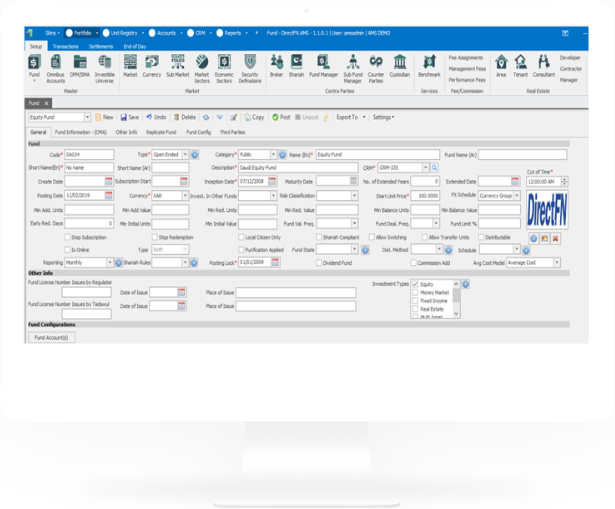 Skins Portfolio Unit Registry Accounts CRM Reports Fund - DirectFN AMS - 1.1.0.1 | User: amsadmin | AMS DEMO
Setup Transactions Settlements End of Day
Fund Omnibus Accounts DPM/SMA Investible Universe Market Currency Sub Market Market Sectors Economic Sectors Security Definitions Broker Shariah Fund Manager Sub Fund Manager Counter Parties Custodian Benchmark Fee Assignments Management Fees Performance Fees Area Tenant Consultant Developer Contractor Manager
Master Market Contra Parties Services Fee/Commission Real Estate
Fund X
Equity Fund New Save Undo Delete Copy Post Unpost Export To Settings
General Fund Information - (CMA) Other Info Replicate Fund Fund Config Third Parties
Fund
Code* SAG34 Type* Open Ended Category* Public Name (En)* Equity Fund Fund Name (Ar)
Short Name(En)* No name Short Name (Ar) Description* Saudi Equity Fund CRM* CRM-335 Cut of Time*
Create Date Subscription Start Inception Date* 07/12/2008 Maturity Date No. of Extended Years 0 Extended Date 12:00:00 AM
Posting Date 11/02/2019 Currency* SAR Invest. In Other Funds Risk Classification Start Unit Price* 100.0000 FX Schedule Currency Group
Min Add. Units Min Add Value Min Red. Units Min Red. Value Min Balance Units Min Balance Value DirectFN
Early Red. Days 0 Min Initial Units Min Initial Value Fund Val. Freq. Fund Deal. Freq. Fund Limit %
Stop Subscription Stop Redemption Local Citizen Only Shariah Complaint Allow Switching Allow Transfer Units Distributable
Is Online Type Both Purification Applied Fund State Dist. Method Schedule
Reporting Monthly Shariah Rules Posting Lock* 01/01/2009 Dividend Fund Commission Add Avg Cost Model Average Cost
Other Info
Fund License Number Issues by Regulator Date of Issue Place of Issue Investment Types Equity
Money Market
Fund License Number Issues by Tadawul Date of Issue Place of Issue Fixed Income
Real Estate
Multi Asset
Fund Configurations
Fund Account(s)